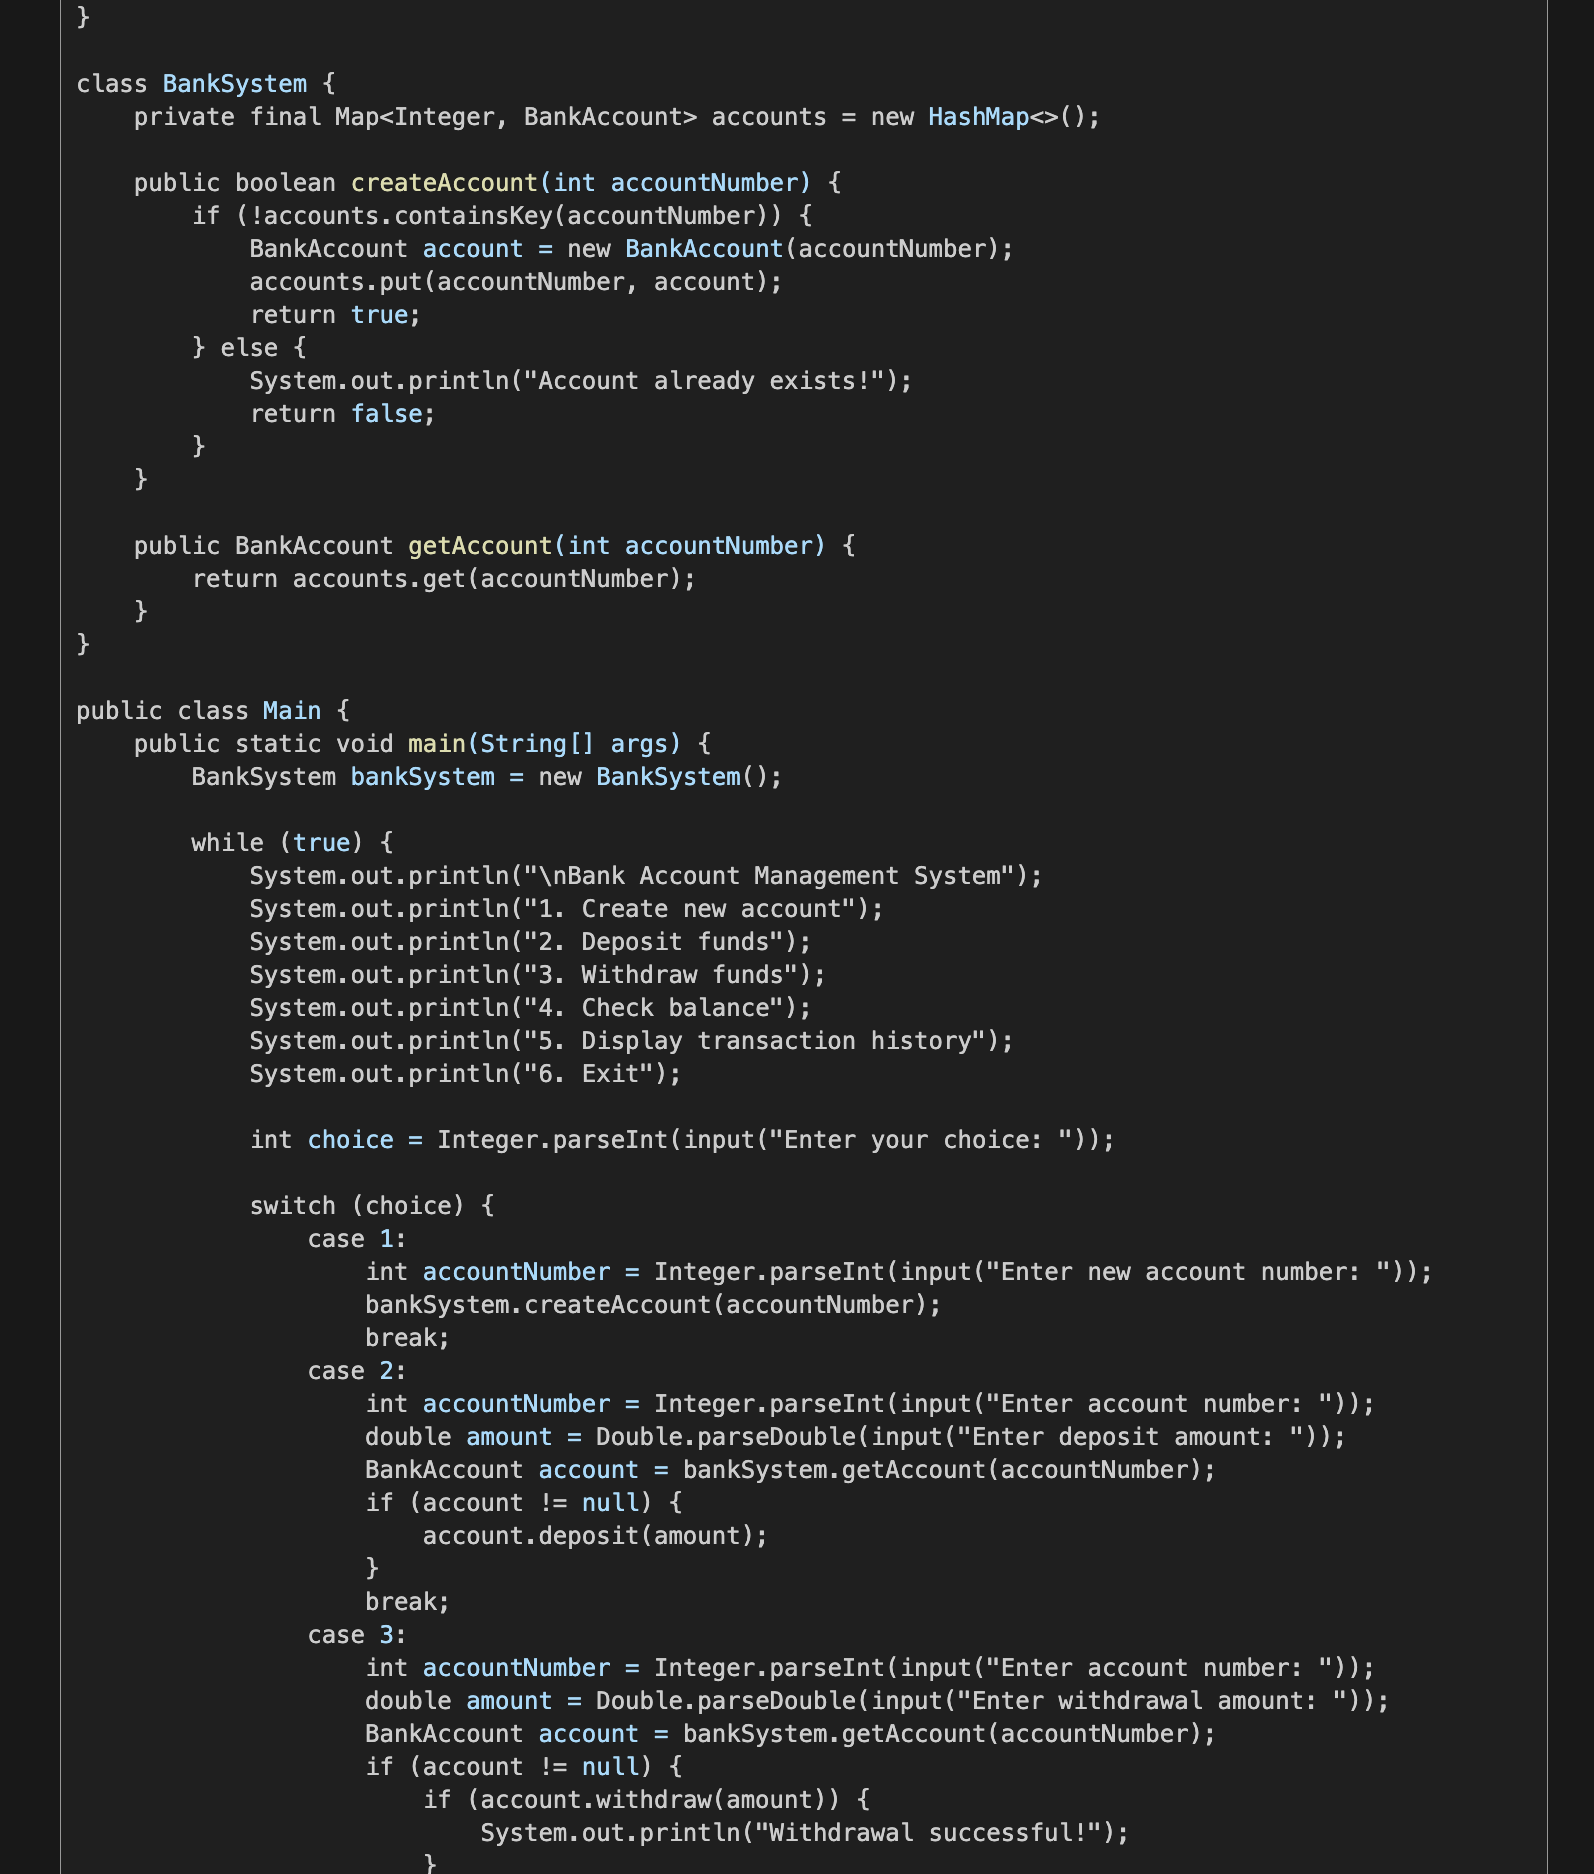 }
class BankSystem {
    private final Map<Integer, BankAccount> accounts = new HashMap<>();
    public boolean createAccount(int accountNumber) {
        if (!accounts.containsKey(accountNumber)) {
            BankAccount account = new BankAccount(accountNumber);
            accounts.put(accountNumber, account);
            return true;
        } else {
            System.out.println("Account already exists!");
            return false;
        }
    }
    public BankAccount getAccount(int accountNumber) {
        return accounts.get(accountNumber);
    }
}
public class Main {
    public static void main(String[] args) {
        BankSystem bankSystem = new BankSystem();
        while (true) {
            System.out.println("\nBank Account Management System");
            System.out.println("1. Create new account");
            System.out.println("2. Deposit funds");
            System.out.println("3. Withdraw funds");
            System.out.println("4. Check balance");
            System.out.println("5. Display transaction history");
            System.out.println("6. Exit");
            int choice = Integer.parseInt(input("Enter your choice: "));
            switch (choice) {
                case 1:
                    int accountNumber = Integer.parseInt(input("Enter new account number: "));
                    bankSystem.createAccount(accountNumber);
                    break;
                case 2:
                    int accountNumber = Integer.parseInt(input("Enter account number: "));
                    double amount = Double.parseDouble(input("Enter deposit amount: "));
                    BankAccount account = bankSystem.getAccount(accountNumber);
                    if (account != null) {
                        account.deposit(amount);
                    }
                    break;
                case 3:
                    int accountNumber = Integer.parseInt(input("Enter account number: "));
                    double amount = Double.parseDouble(input("Enter withdrawal amount: "));
                    BankAccount account = bankSystem.getAccount(accountNumber);
                    if (account != null) {
                        if (account.withdraw(amount)) {
                            System.out.println("Withdrawal successful!");
                        }